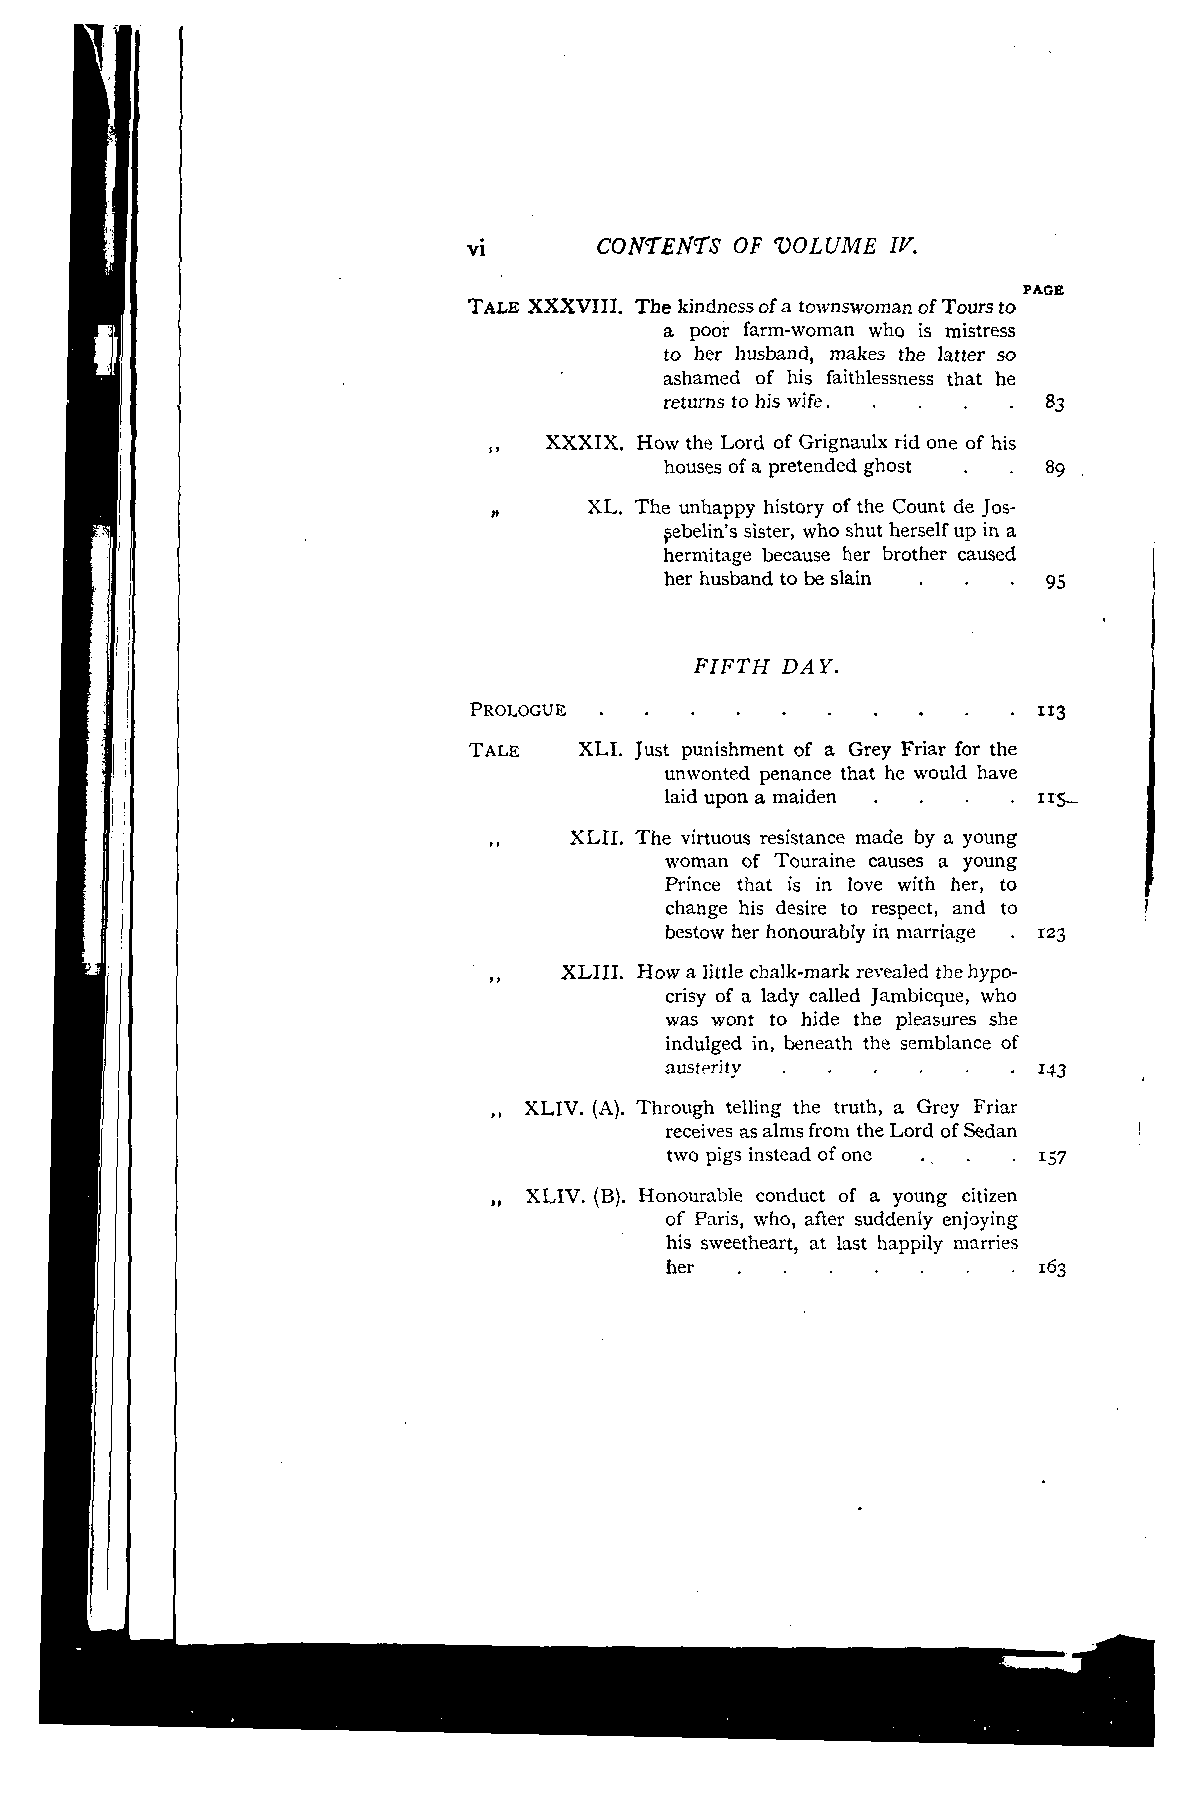 vi CONTENTS OF VOLUME IV.
PAGE
TALE XXXVIII. The kindness of a townswoman of Tours to
a poor farm-woman who is mistress
to her husband, makes the latter so
ashamed of his faithlessness that he
returns to his wife . . . . . 83
,, XXXIX. How the Lord of Grignaulx rid one of his
houses of a pretended ghost . . 89
,, XL. The unhappy history of the Count de Jos-
sebelin's sister, who shut herself up in a
hermitage because her brother caused
her husband to be slain . . . 95
FIFTH DAY.
PROLOGUE . . . . . . . . . . 113
TALE XLI. Just punishment of a Grey Friar for the
unwonted penance that he would have
laid upon a maiden . . . . 115
,, XLII. The virtuous resistance made by a young
woman of Touraine causes a young
Prince that is in love with her, to
change his desire to respect, and to
bestow her honourably in marriage . 123
,, XLIII. How a little chalk-mark revealed the hypo-
crisy of a lady called Jambicque, who
was wont to hide the pleasures she
indulged in, beneath the semblance of
austerity . . . . . . 143
,, XLIV. (A). Through telling the truth, a Grey Friar
receives as alms from the Lord of Sedan
two pigs instead of one . . . 157
,, XLIV. (B). Honourable conduct of a young citizen
of Paris, who, after suddenly enjoying
his sweetheart, at last happily marries
her . . . . . . . 163